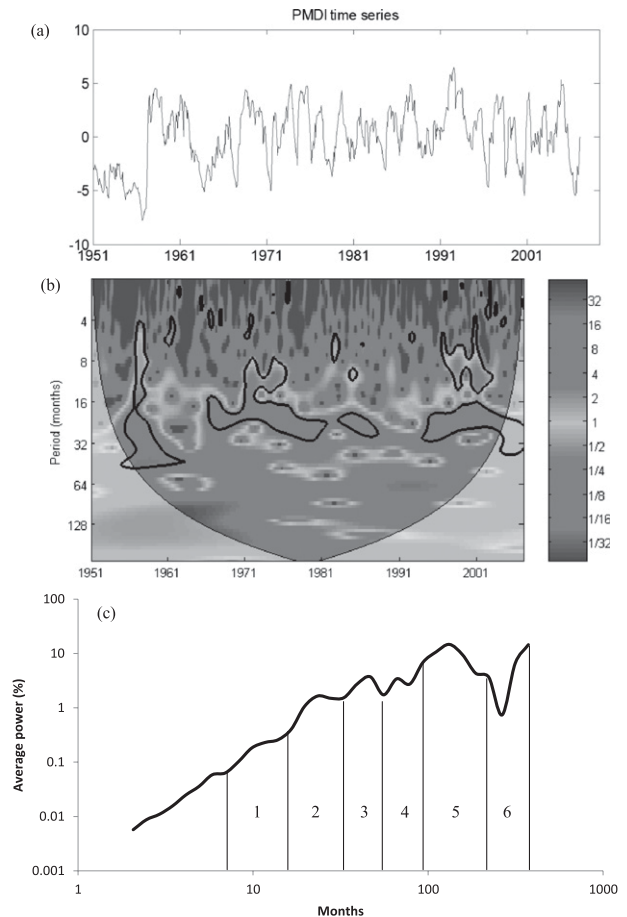 PMDI time series
(a)
10
5
0
-5
-10
1951 1961 1971 1981 1991 2001
(b)
Period (months)
4
8
16
32
64
128
1951 1961 1971 1981 1991 2001
32
16
8
4
2
1
1/2
1/4
1/8
1/16
1/32
(c)
Average power (%)
100
10
1
0.1
0.01
0.001
1 2 3 4 5 6
1 10 100 1000
Months